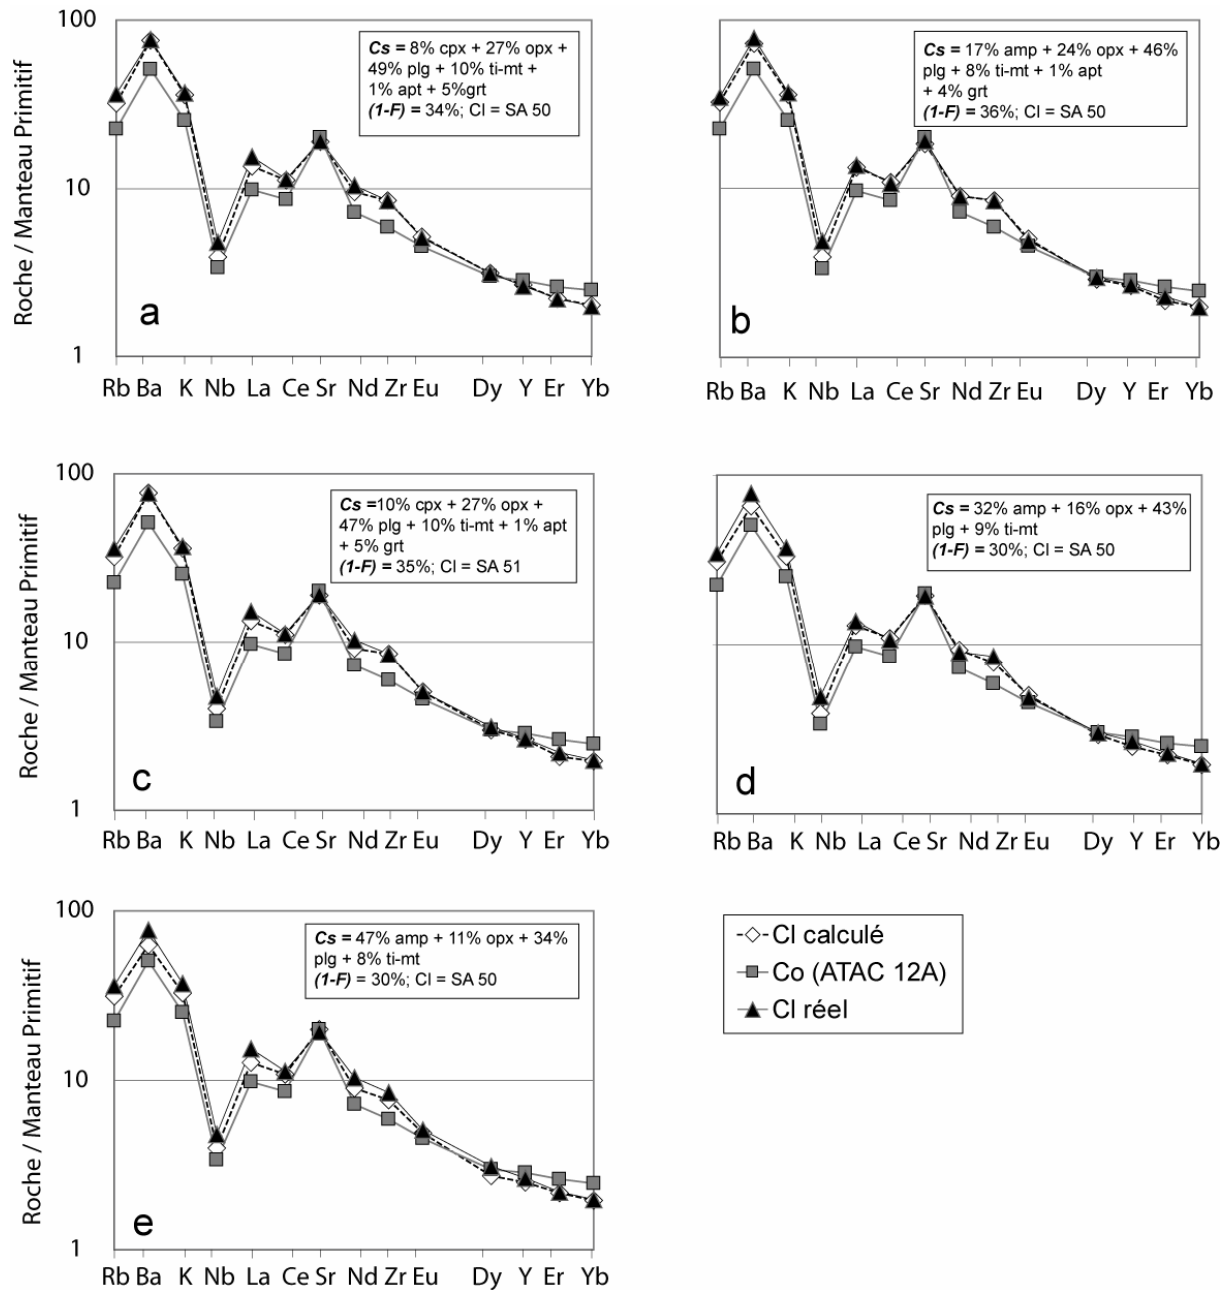 100
10
1
Roche / Manteau Primitif
Cs = 8% cpx + 27% opx +
49% plg + 10% ti-mt +
1% apt + 5%grt
(1-F) = 34%; Cl = SA 50
a
Rb Ba K Nb La Ce Sr Nd Zr Eu Dy Y Er Yb
Cs = 17% amp + 24% opx + 46%
plg + 8% ti-mt + 1% apt
+ 4% grt
(1-F) = 36%; Cl = SA 50
b
Rb Ba K Nb La Ce Sr Nd Zr Eu Dy Y Er Yb
100
10
1
Roche / Manteau Primitif
Cs =10% cpx + 27% opx +
47% plg + 10% ti-mt + 1% apt
+ 5% grt
(1-F) = 35%; Cl = SA 51
c
Rb Ba K Nb La Ce Sr Nd Zr Eu Dy Y Er Yb
Cs = 32% amp + 16% opx + 43%
plg + 9% ti-mt
(1-F) = 30%; Cl = SA 50
d
Rb Ba K Nb La Ce Sr Nd Zr Eu Dy Y Er Yb
100
10
1
Roche / Manteau Primitif
Cs = 47% amp + 11% opx + 34%
plg + 8% ti-mt
(1-F) = 30%; Cl = SA 50
e
Rb Ba K Nb La Ce Sr Nd Zr Eu Dy Y Er Yb
Cl calculé
Co (ATAC 12A)
Cl réel